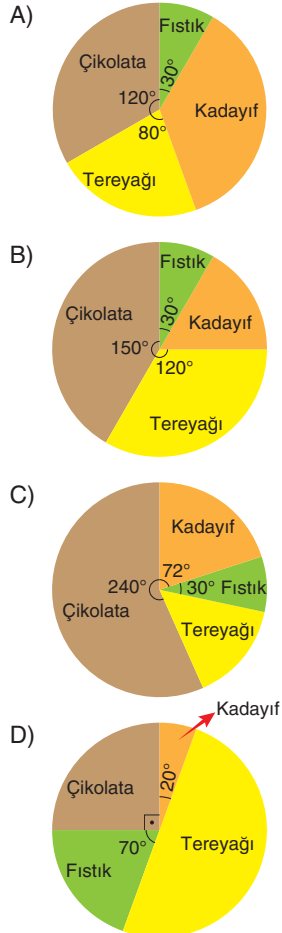 A)
Fıstık
Çikolata
30°
120°
Kadayıf
80°
Tereyağı
B)
Fıstık
Çikolata
30°
Kadayıf
150°
120°
Tereyağı
C)
Kadayıf
72°
240°
30° Fıstık
Çikolata
Tereyağı
Kadayıf
D)
Çikolata
20°
70°
Tereyağı
Fıstık